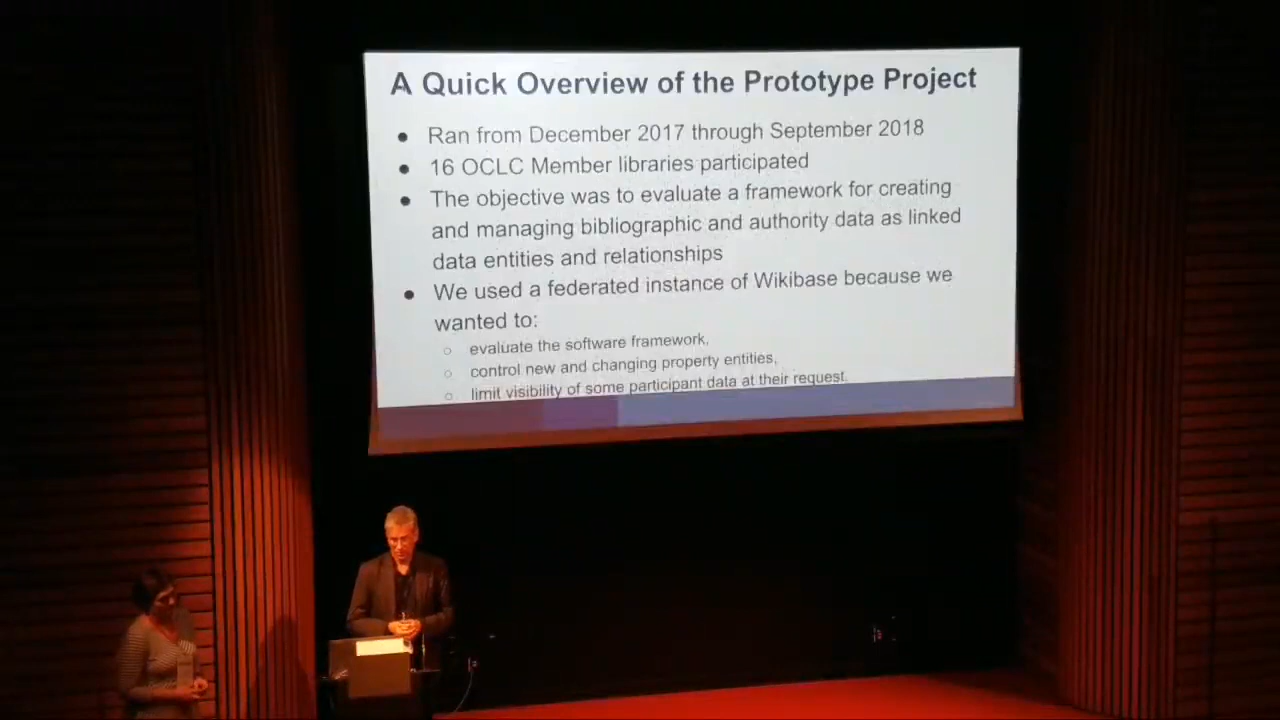 A Quick Overview of the Prototype Project
● Ran from December 2017 through September 2018
● 16 OCLC Member libraries participated
● The objective was to evaluate a framework for creating
and managing bibliographic and authority data as linked
data entities and relationships
● We used a federated instance of Wikibase because we
wanted to:
○ evaluate the software framework,
○ control new and changing property entities,
○ limit visibility of some participant data at their request.